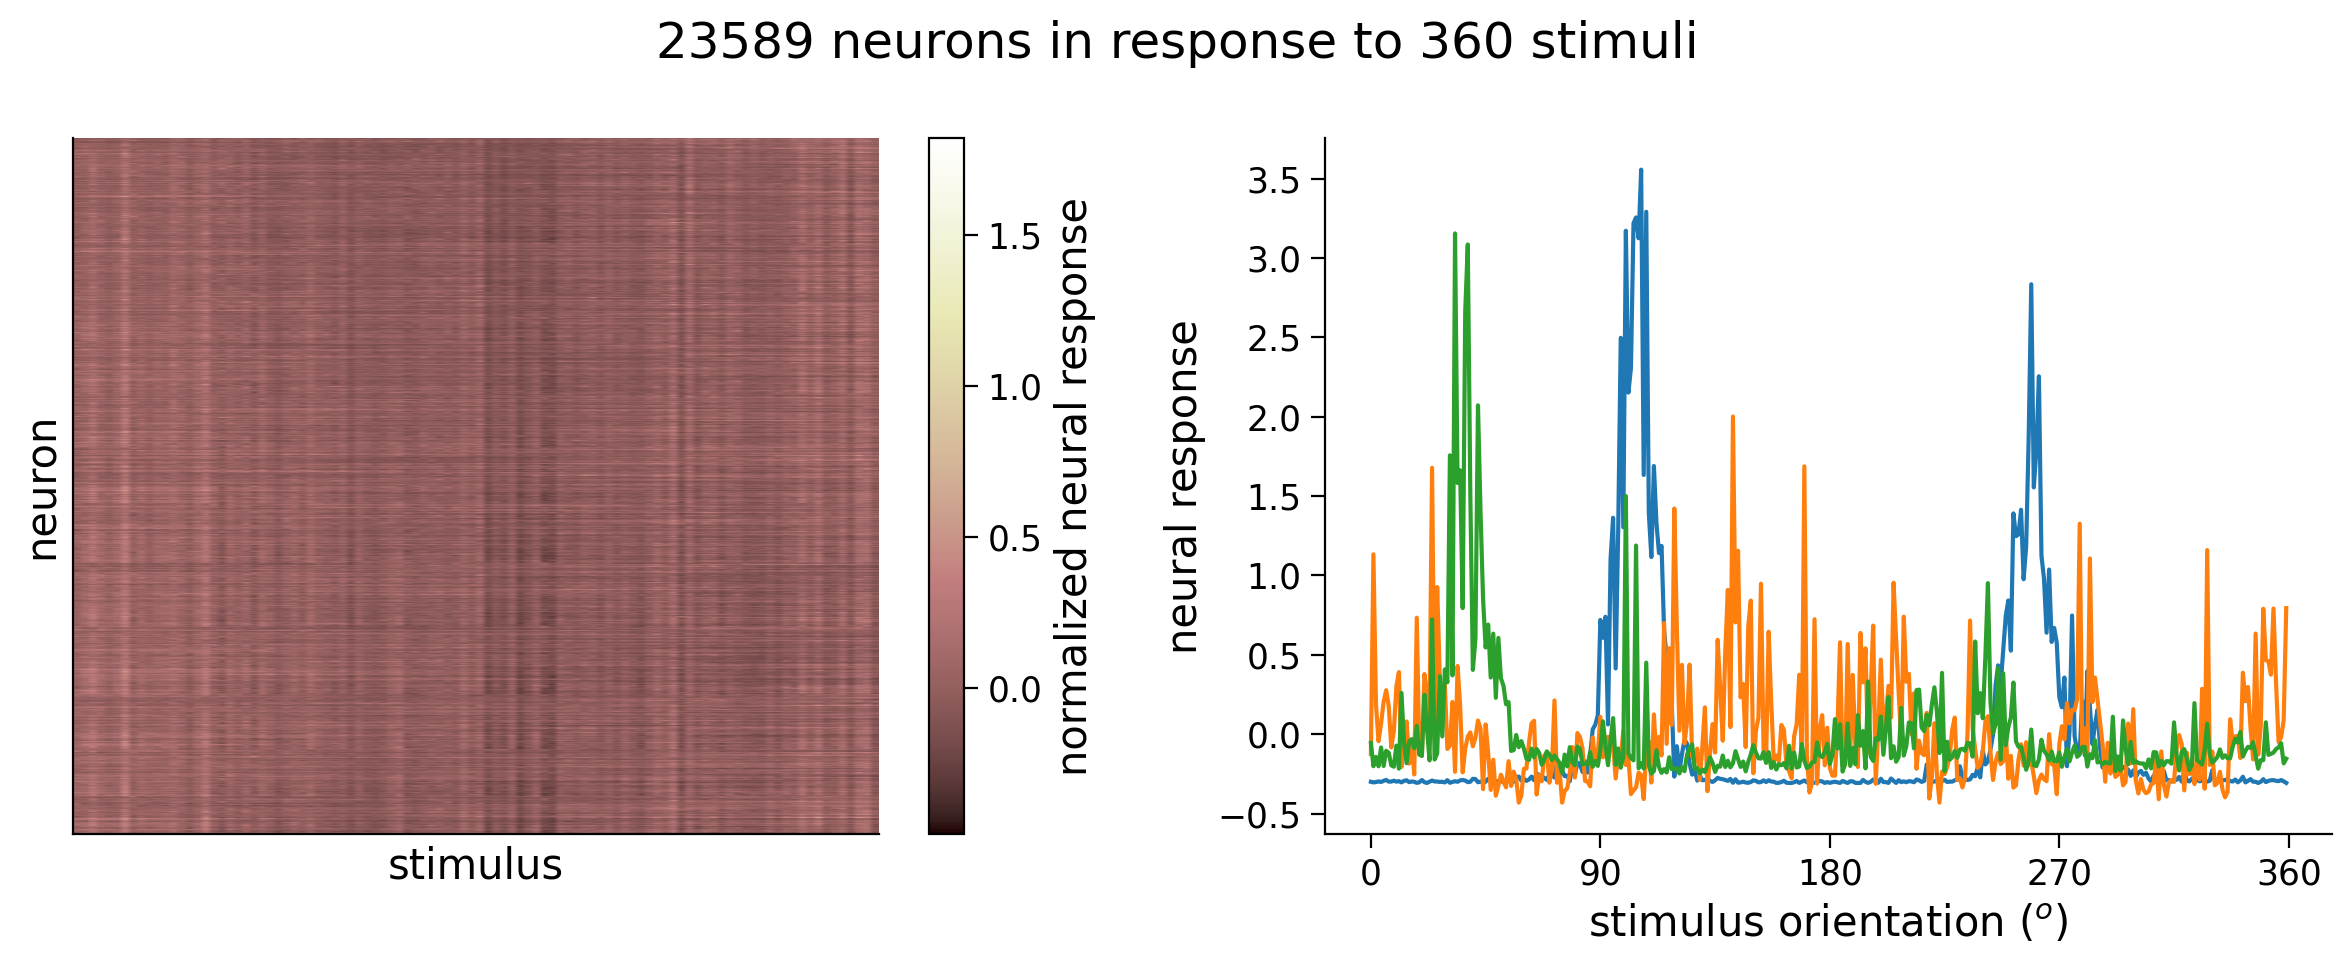 23589 neurons in response to 360 stimuli
neuron
stimulus
1.5
1.0
0.5
0.0
normalized neural response
neural response
3.5
3.0
2.5
2.0
1.5
1.0
0.5
0.0
−0.5
0 90 180 270 360
stimulus orientation (o)